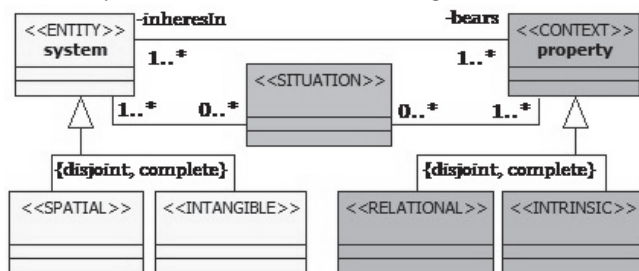 <<ENTITY>>
system
-inheresIn
-bears
<<CONTEXT>>
property
1..*
1..*
<<SITUATION>>
1..*
0..*
0..*
1..*
{disjoint, complete}
{disjoint, complete}
<<SPATIAL>>
<<INTANGIBLE>>
<<RELATIONAL>>
<<INTRINSIC>>